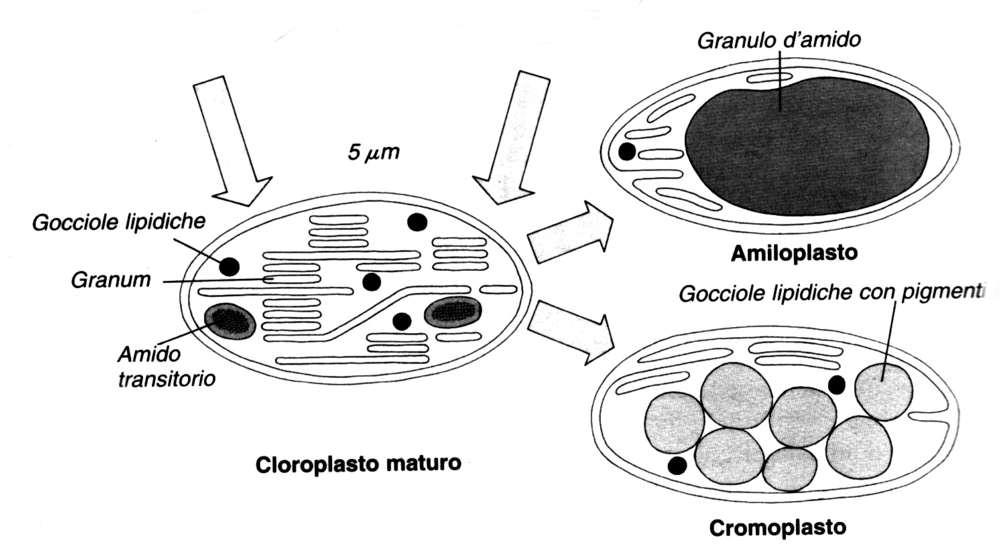 Granulo d'amido
5 μm
Gocciole lipidiche
Granum
Amido
transitorio
Cloroplasto maturo
Amiloplasto
Gocciole lipidiche con pigmenti
Cromoplasto